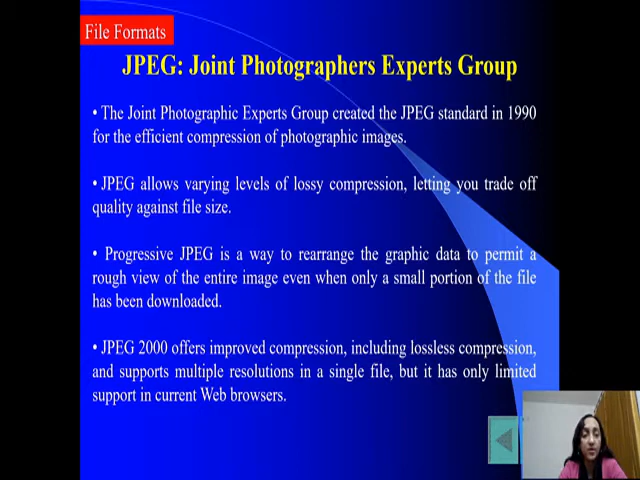 File Formats
JPEG: Joint Photographers Experts Group
• The Joint Photographic Experts Group created the JPEG standard in 1990
for the efficient compression of photographic images.
• JPEG allows varying levels of lossy compression, letting you trade off
quality against file size.
• Progressive JPEG is a way to rearrange the graphic data to permit a
rough view of the entire image even when only a small portion of the file
has been downloaded.
• JPEG 2000 offers improved compression, including lossless compression,
and supports multiple resolutions in a single file, but it has only limited
support in current Web browsers.